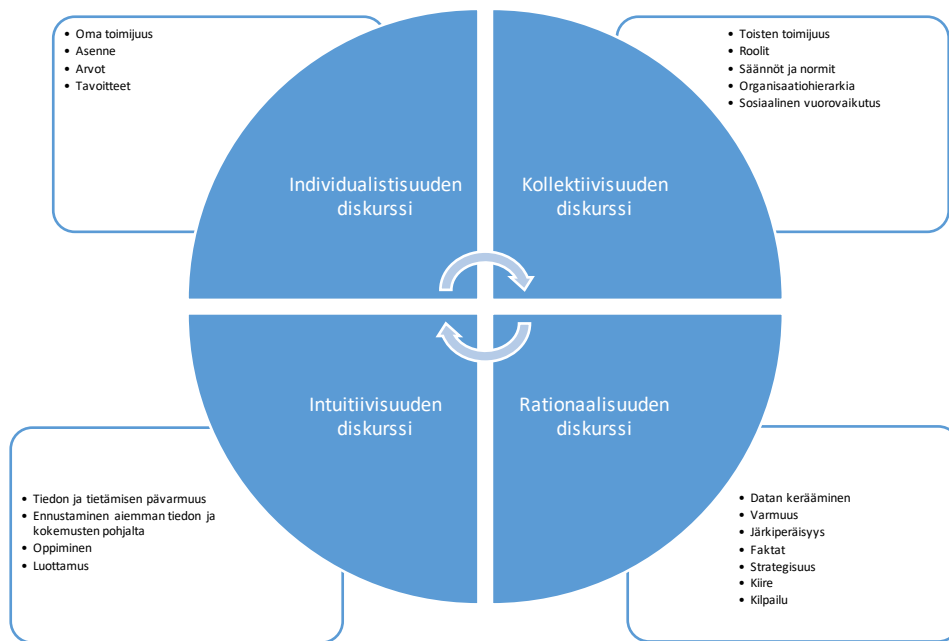 • Oma toimijuus
• Asenne
• Arvot
• Tavoitteet
• Toisten toimijuus
• Roolit
• Säännöt ja normit
• Organisaatiohierarkia
• Sosiaalinen vuorovaikutus
Individualistisuuden
diskurssi
Kollektiivisuuden
diskurssi
Intuitiivisuuden
diskurssi
Rationaalisuuden
diskurssi
• Tiedon ja tietämisen pävarmuus
• Ennustaminen aiemman tiedon ja
kokemusten pohjalta
• Oppiminen
• Luottamus
• Datan kerääminen
• Varmuus
• Järkiperäisyys
• Faktat
• Strategisuus
• Kiire
• Kilpailu